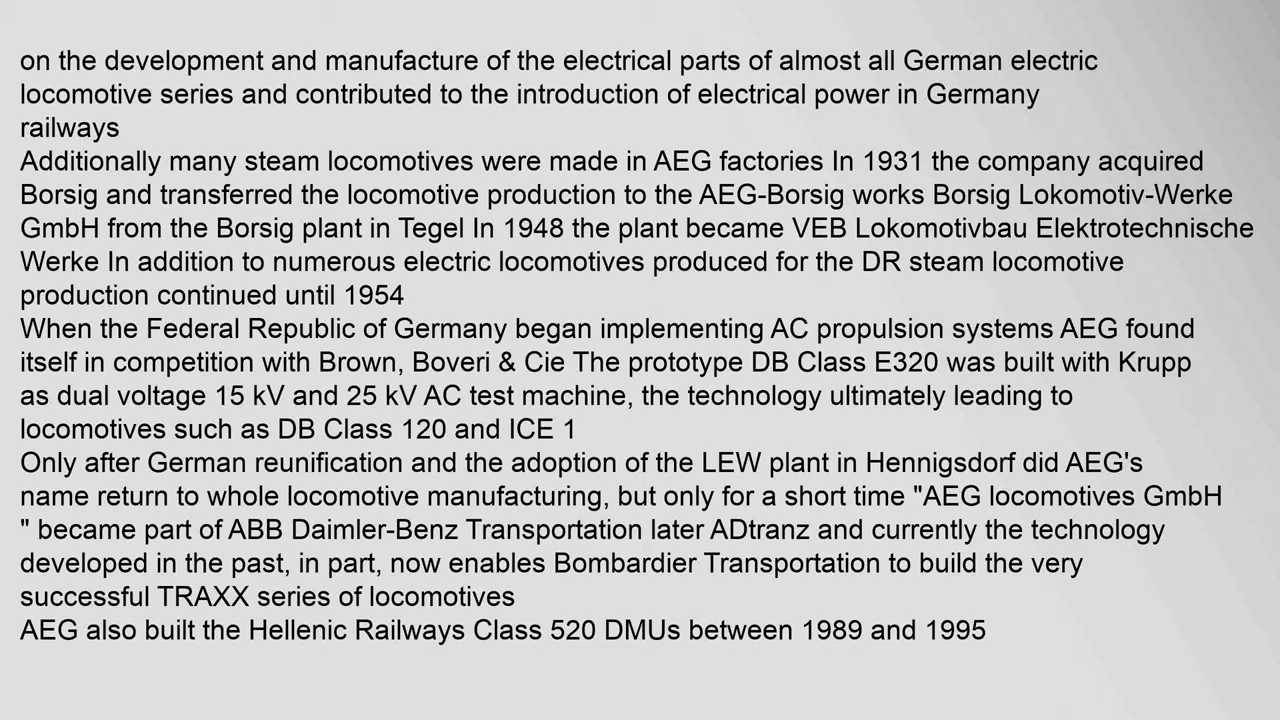 on the development and manufacture of the electrical parts of almost all German electric
locomotive series and contributed to the introduction of electrical power in Germany
railways
Additionally many steam locomotives were made in AEG factories In 1931 the company acquired
Borsig and transferred the locomotive production to the AEG-Borsig works Borsig Lokomotiv-Werke
GmbH from the Borsig plant in Tegel In 1948 the plant became VEB Lokomotivbau Elektrotechnische
Werke In addition to numerous electric locomotives produced for the DR steam locomotive
production continued until 1954
When the Federal Republic of Germany began implementing AC propulsion systems AEG found
itself in competition with Brown, Boveri & Cie The prototype DB Class E320 was built with Krupp
as dual voltage 15 kV and 25 kV AC test machine, the technology ultimately leading to
locomotives such as DB Class 120 and ICE 1
Only after German reunification and the adoption of the LEW plant in Hennigsdorf did AEG's
name return to whole locomotive manufacturing, but only for a short time "AEG locomotives GmbH
" became part of ABB Daimler-Benz Transportation later ADtranz and currently the technology
developed in the past, in part, now enables Bombardier Transportation to build the very
successful TRAXX series of locomotives
AEG also built the Hellenic Railways Class 520 DMUs between 1989 and 1995